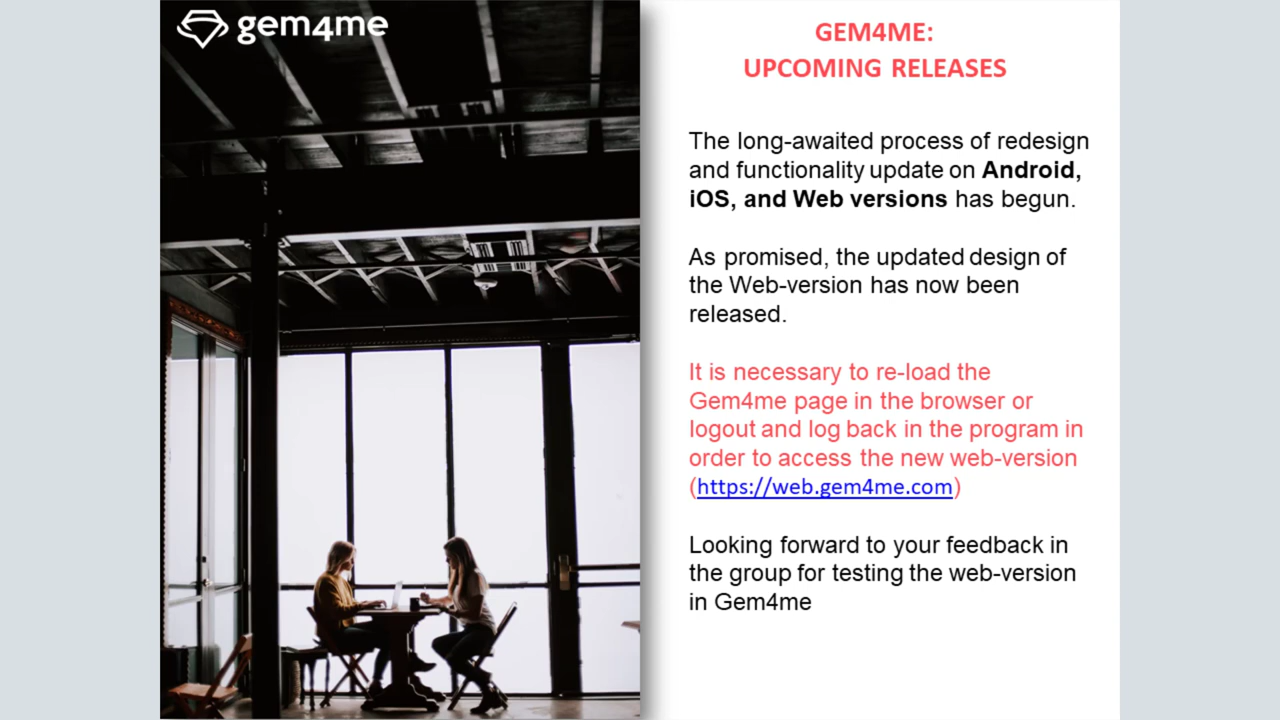 gem4me
GEM4ME:
UPCOMING RELEASES
The long-awaited process of redesign
and functionality update on Android,
iOS, and Web versions has begun.
As promised, the updated design of
the Web-version has now been
released.
It is necessary to re-load the
Gem4me page in the browser or
logout and log back in the program in
order to access the new web-version
(https://web.gem4me.com)
Looking forward to your feedback in
the group for testing the web-version
in Gem4me